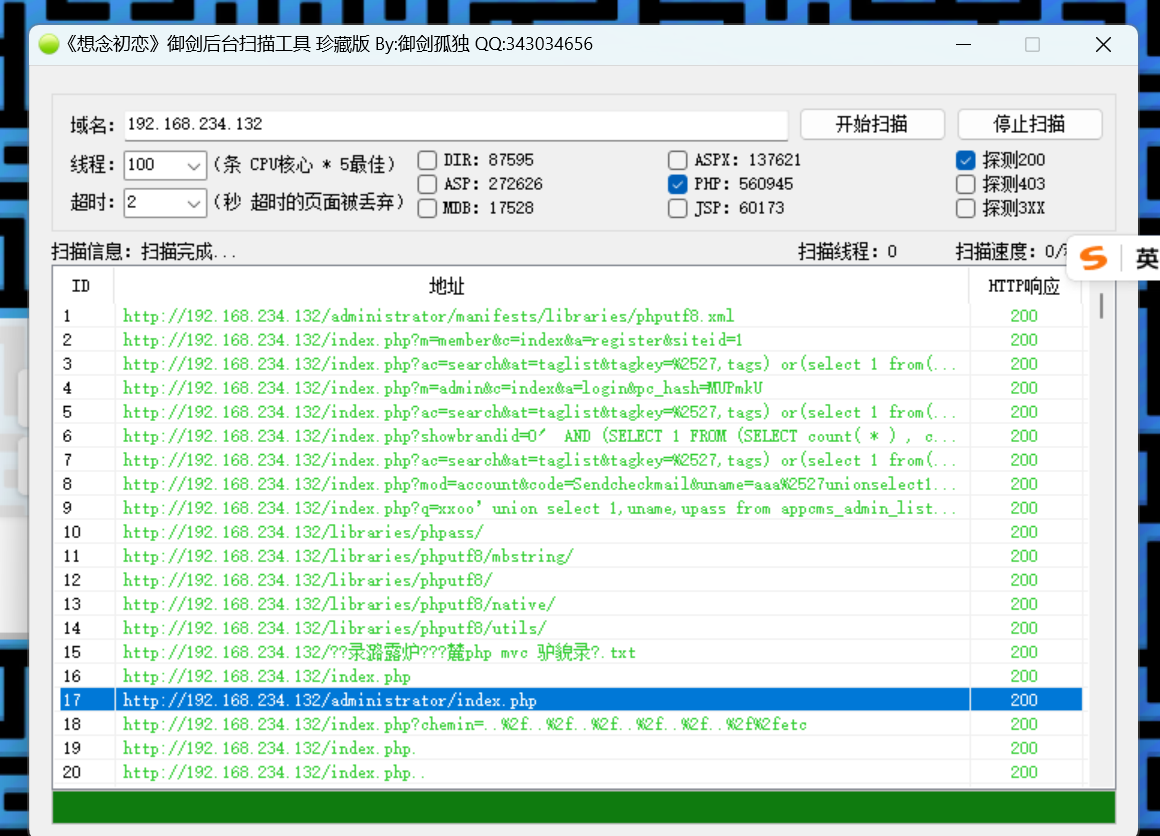 《想念初恋》御剑后台扫描工具 珍藏版 By:御剑孤独 QQ:343034656
域名: 192.168.234.132 开始扫描 停止扫描
线程: 100 (条 CPU核心 * 5最佳) DIR: 87595 ASPX: 137621 探测200
ASP: 272626 PHP: 560945 探测403
超时: 2 (秒 超时的页面被丢弃) MDB: 17528 JSP: 60173 探测3XX
扫描信息: 扫描完成... 扫描线程: 0 扫描速度: 0/
英
ID 地址 HTTP响应
1 http://192.168.234.132/administrator/manifests/libraries/phputf8.xml 200
2 http://192.168.234.132/index.php?m=member&c=index&a=register&siteid=1 200
3 http://192.168.234.132/index.php?ac=search&at=taglist&tagkey=%2527,tags) or(select 1 from(... 200
4 http://192.168.234.132/index.php?m=admin&c=index&a=login&pc_hash=MUPmkU 200
5 http://192.168.234.132/index.php?ac=search&at=taglist&tagkey=%2527,tags) or(select 1 from(... 200
6 http://192.168.234.132/index.php?showbrandid=0′ AND (SELECT 1 FROM (SELECT count( * ) , c... 200
7 http://192.168.234.132/index.php?ac=search&at=taglist&tagkey=%2527,tags) or(select 1 from(... 200
8 http://192.168.234.132/index.php?mod=account&code=Sendcheckmail&uname=aaa%2527unionselect1... 200
9 http://192.168.234.132/index.php?q=xxoo’union select 1,uname,upass from appcms_admin_list... 200
10 http://192.168.234.132/libraries/phpass/ 200
11 http://192.168.234.132/libraries/phputf8/mbstring/ 200
12 http://192.168.234.132/libraries/phputf8/ 200
13 http://192.168.234.132/libraries/phputf8/native/ 200
14 http://192.168.234.132/libraries/phputf8/utils/ 200
15 http://192.168.234.132/??录潞露炉???麓php mvc 驴貌录?.txt 200
16 http://192.168.234.132/index.php 200
17 http://192.168.234.132/administrator/index.php 200
18 http://192.168.234.132/index.php?chemin=..%2f..%2f..%2f..%2f..%2f..%2f%2fetc 200
19 http://192.168.234.132/index.php. 200
20 http://192.168.234.132/index.php.. 200